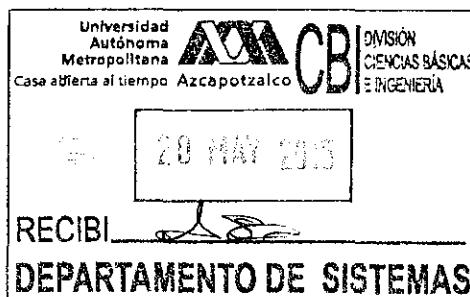 Universidad
Autónoma
Metropolitana
Casa abierta al tiempo Azcapotzalco
CBI
DIVISIÓN
CIENCIAS BÁSICAS
E INGENIERÍA
20 MAY 2015
RECIBI
DEPARTAMENTO DE SISTEMAS